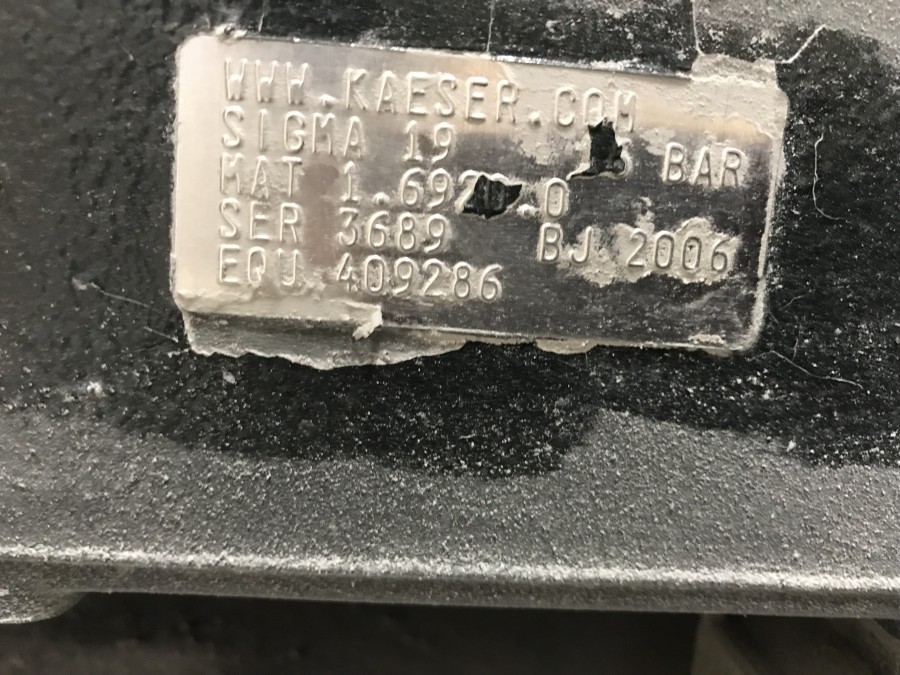 WWW.KAESER.COM
SIGMA 19 BAR
MAT
SER 3689 BJ 2006
EQU 409286